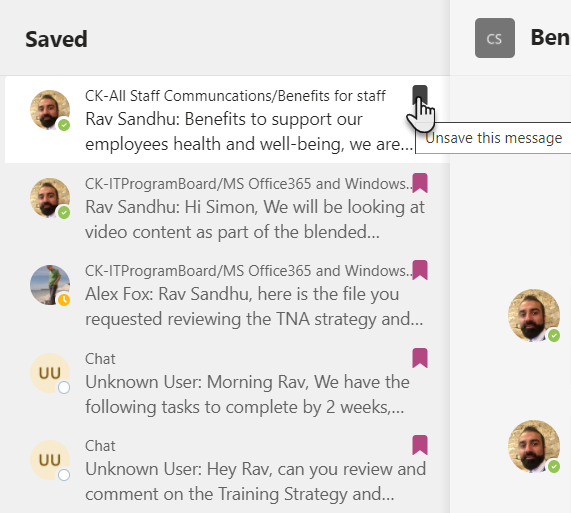 Saved
CS
Ben
CK-All Staff Communcations/Benefits for staff
Rav Sandhu: Benefits to support our
employees health and well-being, we are...
Unsave this message
CK-ITProgramBoard/MS Office365 and Windows...
Rav Sandhu: Hi Simon, We will be looking at
video content as part of the blended...
CK-ITProgramBoard/MS Office365 and Windows...
Alex Fox: Rav Sandhu, here is the file you
requested reviewing the TNA strategy and...
Chat
UU
Unknown User: Morning Rav, We have the
following tasks to complete by 2 weeks,...
Chat
UU
Unknown User: Hey Rav, can you review and
comment on the Training Strategy and...